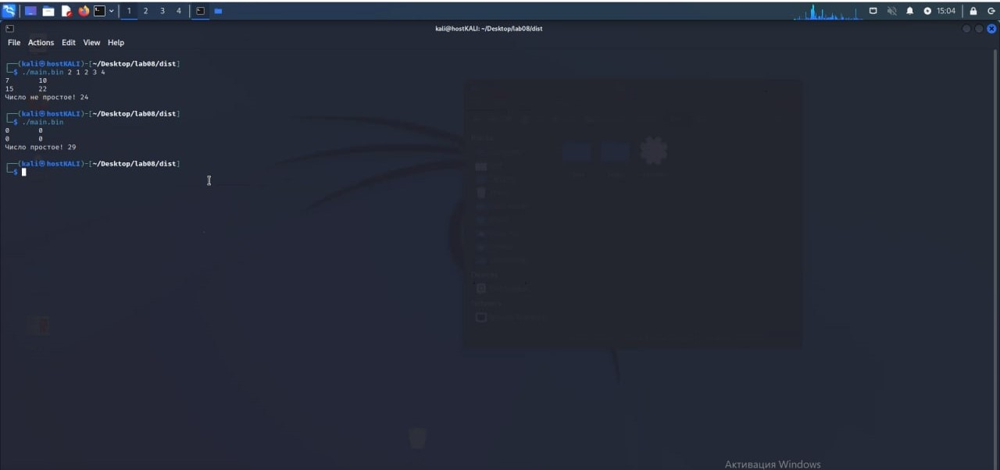 1 2 3 4
15:04
kali@hostKALI: ~/Desktop/lab08/dist
File Actions Edit View Help
┌──(kali㉿hostKALI)-[~/Desktop/lab08/dist]
└─$ ./main.bin 2 1 2 3 4
7 10
15 22
Число не простое! 24
┌──(kali㉿hostKALI)-[~/Desktop/lab08/dist]
└─$ ./main.bin
0 0
0 0
Число простое! 29
┌──(kali㉿hostKALI)-[~/Desktop/lab08/dist]
└─$
Активация Windows